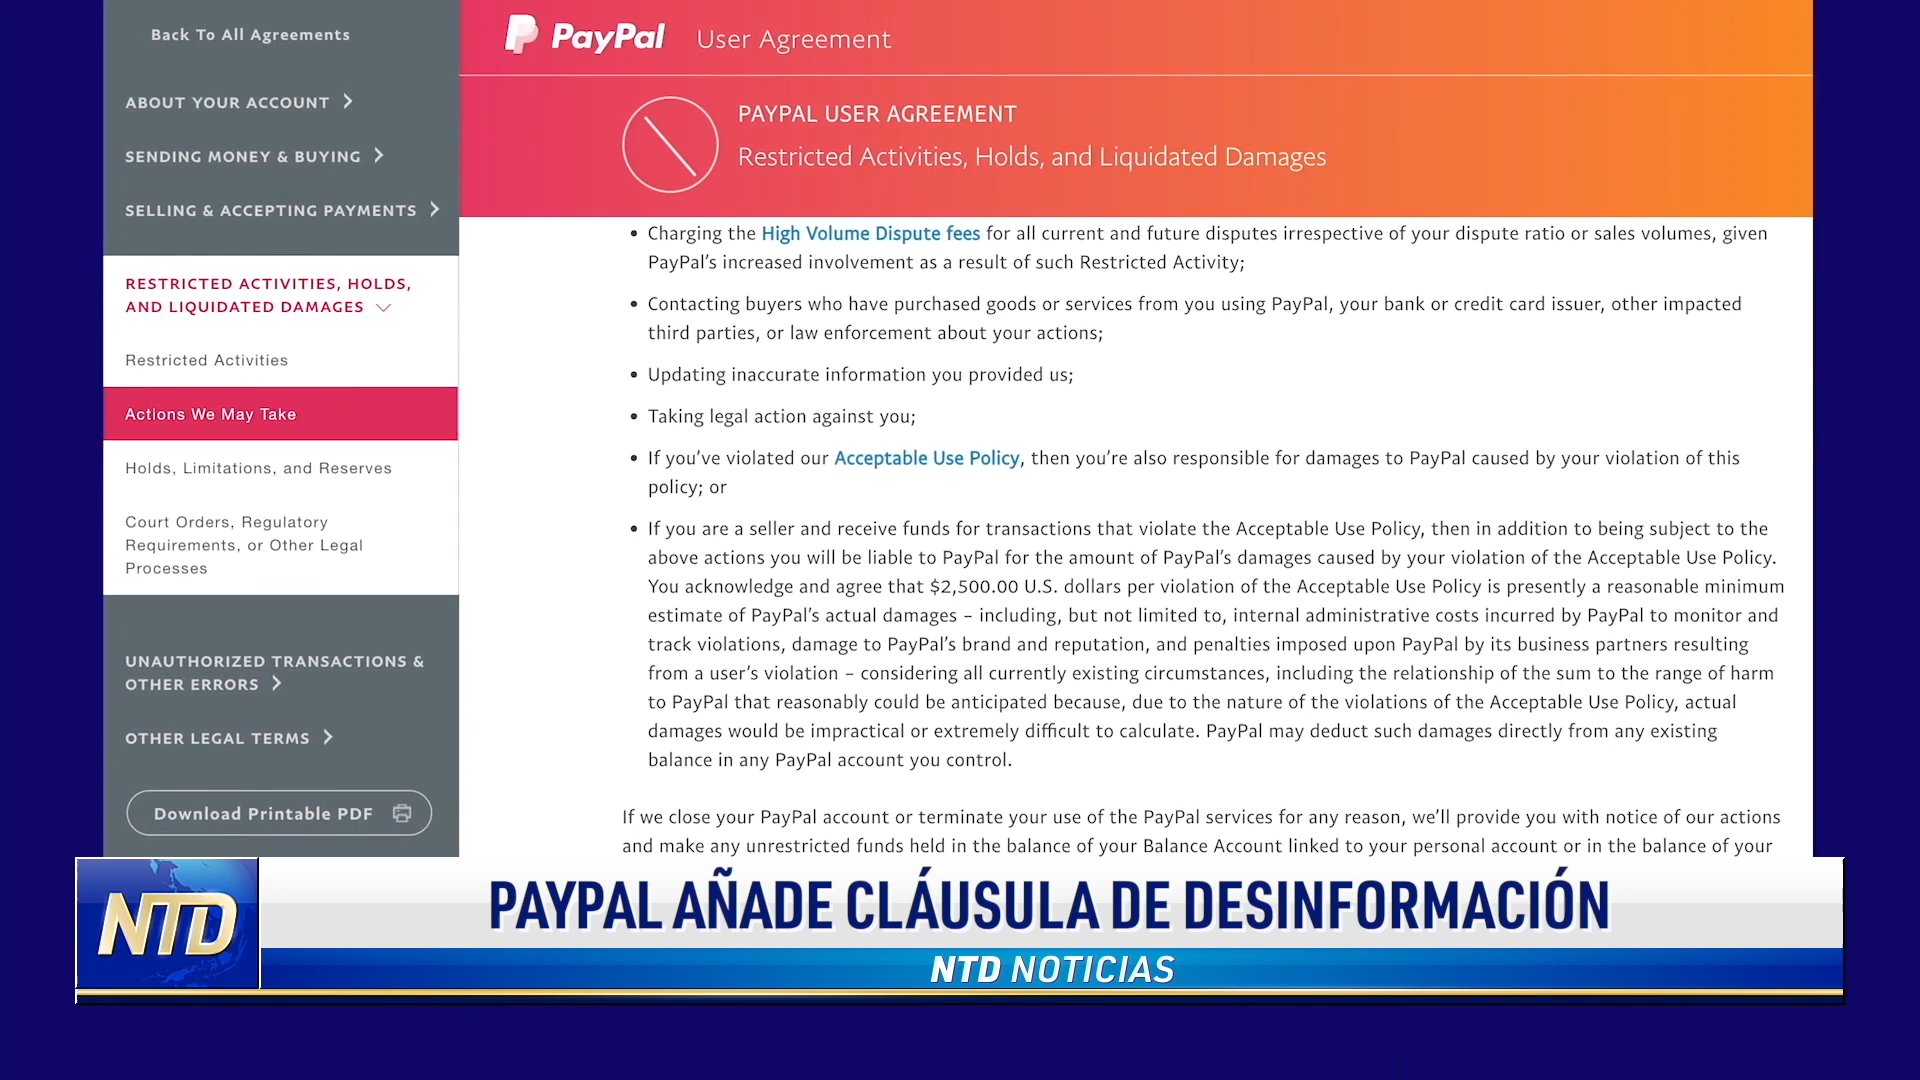 Back To All Agreements
ABOUT YOUR ACCOUNT
SENDING MONEY & BUYING
SELLING & ACCEPTING PAYMENTS
RESTRICTED ACTIVITIES, HOLDS,
AND LIQUIDATED DAMAGES
Restricted Activities
Actions We May Take
Holds, Limitations, and Reserves
Court Orders, Regulatory
Requirements, or Other Legal
Processes
UNAUTHORIZED TRANSACTIONS &
OTHER ERRORS
OTHER LEGAL TERMS
Download Printable PDF
PayPal User Agreement
PAYPAL USER AGREEMENT
Restricted Activities, Holds, and Liquidated Damages
• Charging the High Volume Dispute fees for all current and future disputes irrespective of your dispute ratio or sales volumes, given
PayPal’s increased involvement as a result of such Restricted Activity;
• Contacting buyers who have purchased goods or services from you using PayPal, your bank or credit card issuer, other impacted
third parties, or law enforcement about your actions;
• Updating inaccurate information you provided us;
• Taking legal action against you;
• If you’ve violated our Acceptable Use Policy, then you’re also responsible for damages to PayPal caused by your violation of this
policy; or
• If you are a seller and receive funds for transactions that violate the Acceptable Use Policy, then in addition to being subject to the
above actions you will be liable to PayPal for the amount of PayPal’s damages caused by your violation of the Acceptable Use Policy.
You acknowledge and agree that $2,500.00 U.S. dollars per violation of the Acceptable Use Policy is presently a reasonable minimum
estimate of PayPal’s actual damages – including, but not limited to, internal administrative costs incurred by PayPal to monitor and
track violations, damage to PayPal’s brand and reputation, and penalties imposed upon PayPal by its business partners resulting
from a user’s violation – considering all currently existing circumstances, including the relationship of the sum to the range of harm
to PayPal that reasonably could be anticipated because, due to the nature of the violations of the Acceptable Use Policy, actual
damages would be impractical or extremely difficult to calculate. PayPal may deduct such damages directly from any existing
balance in any PayPal account you control.
If we close your PayPal account or terminate your use of the PayPal services for any reason, we’ll provide you with notice of our actions
and make any unrestricted funds held in the balance of your Balance Account linked to your personal account or in the balance of your
NTD
PAYPAL AÑADE CLÁUSULA DE DESINFORMACIÓN
NTD NOTICIAS